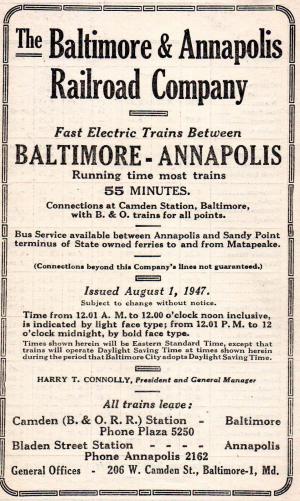 The Baltimore & Annapolis
Railroad Company
Fast Electric Trains Between
BALTIMORE - ANNAPOLIS
Running time most trains
55 MINUTES.
Connections at Camden Station, Baltimore,
with B. & O. trains for all points.
Bus Service available between Annapolis and Sandy Point
terminus of State owned ferries to and from Matapeake.
(Connections beyond this Company's lines not guaranteed.)
Issued August 1, 1947.
Subject to change without notice.
Time from 12.01 A. M. to 12.00 o'clock noon inclusive,
is indicated by light face type; from 12.01 P. M. to 12
o'clock midnight, by bold face type.
Times shown herein will be Eastern Standard Time, except that
trains will operate Daylight Saving Time at times shown herein
during the period that Baltimore City adopts Daylight Saving Time.
HARRY T. CONNOLLY, President and General Manager
All trains leave:
Camden (B. & O. R. R.) Station - Baltimore
Phone Plaza 5250
Bladen Street Station - - - - Annapolis
Phone Annapolis 2162
General Offices - 206 W. Camden St., Baltimore-1, Md.